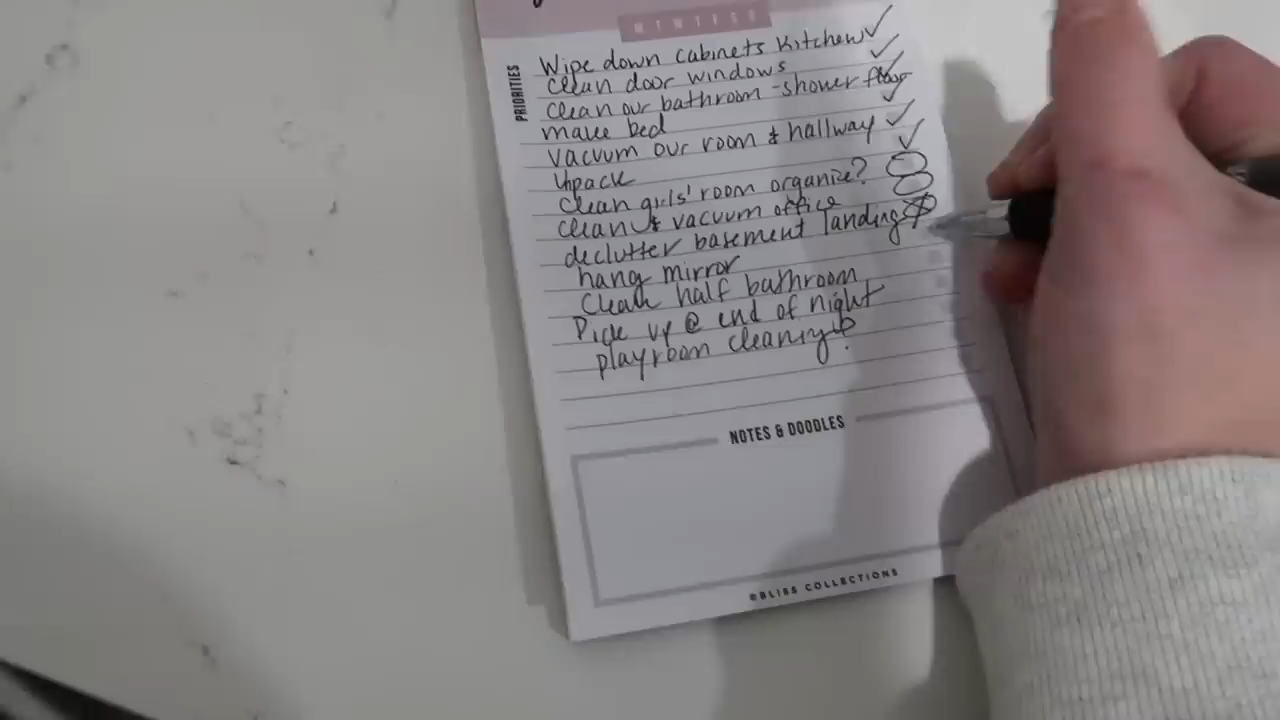 MTWTFSS
PRIORITIES
Wipe down cabinets Kitchen ✓
clean door windows ✓
clean our bathroom - shower floor ✓
make bed ✓
vacuum our room & hallway ✓
Unpack ✓
clean girls' room organize?
clean & vacuum office
declutter basement landing
hang mirror
Clean half bathroom
Pick up @ end of night
playroom cleaning?
NOTES & DOODLES
©BLISS COLLECTIONS